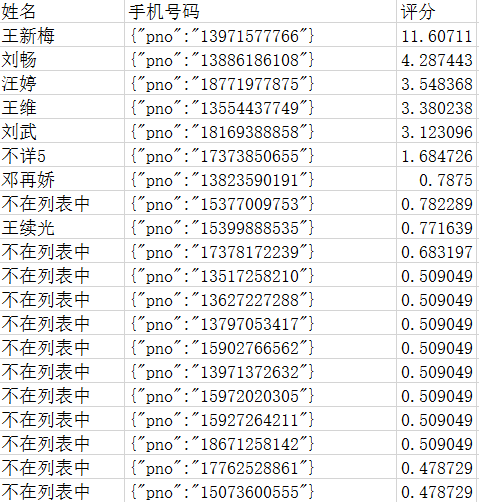 姓名 手机号码 评分
王新梅 {"pno":"13971577766"} 11.60711
刘畅 {"pno":"13886186108"} 4.287443
汪婷 {"pno":"18771977875"} 3.548368
王维 {"pno":"13554437749"} 3.380238
刘武 {"pno":"18169388858"} 3.123096
不详5 {"pno":"17373850655"} 1.684726
邓再娇 {"pno":"13823590191"} 0.7875
不在列表中 {"pno":"15377009753"} 0.782289
王续光 {"pno":"15399888535"} 0.771639
不在列表中 {"pno":"17378172239"} 0.683197
不在列表中 {"pno":"13517258210"} 0.509049
不在列表中 {"pno":"13627227288"} 0.509049
不在列表中 {"pno":"13797053417"} 0.509049
不在列表中 {"pno":"15902766562"} 0.509049
不在列表中 {"pno":"13971372632"} 0.509049
不在列表中 {"pno":"15972020305"} 0.509049
不在列表中 {"pno":"15927264211"} 0.509049
不在列表中 {"pno":"18671258142"} 0.509049
不在列表中 {"pno":"17762528861"} 0.478729
不在列表中 {"pno":"15073600555"} 0.478729